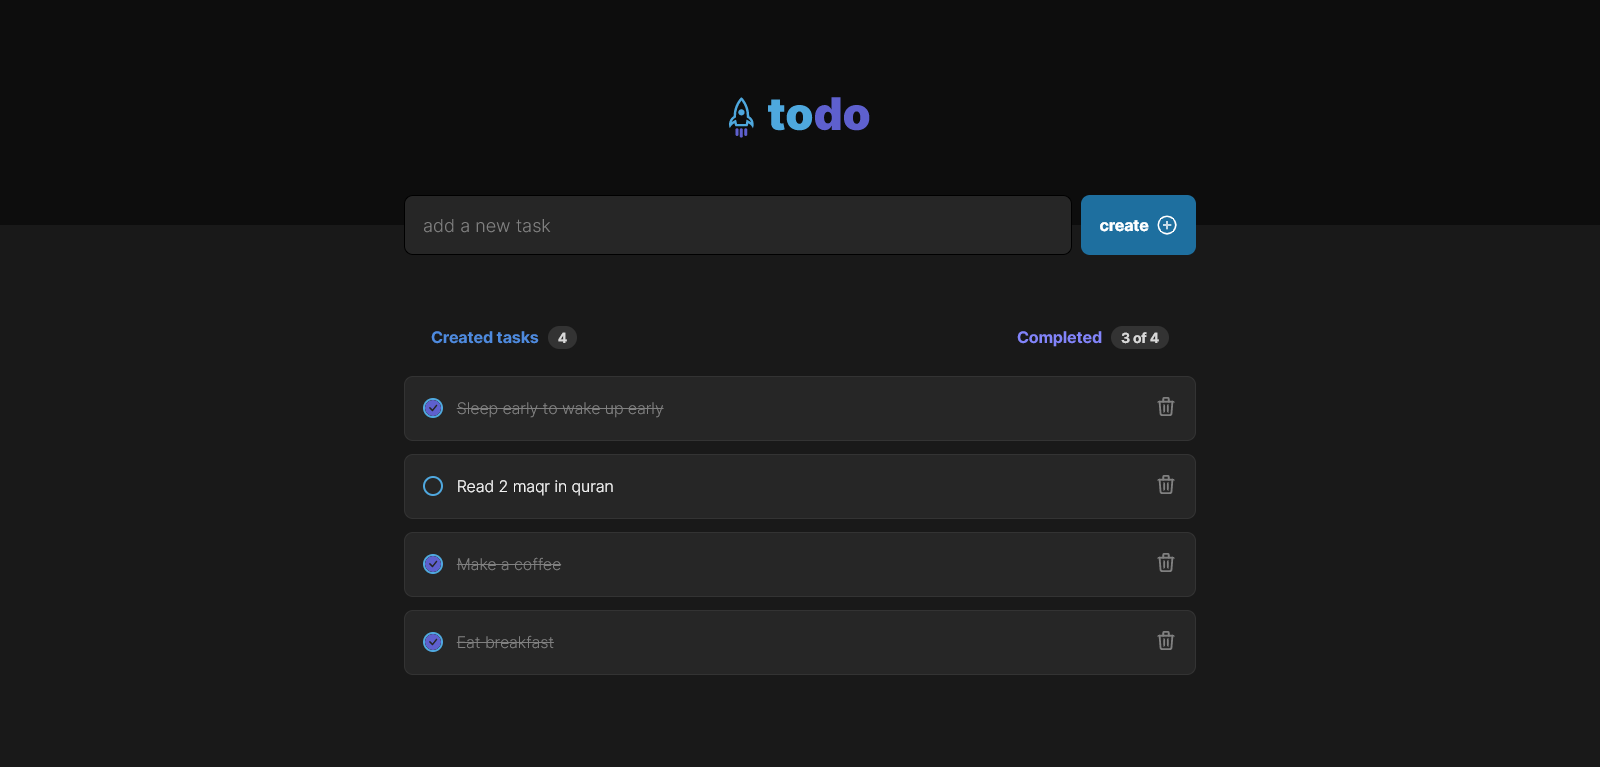 todo
add a new task
create
Created tasks 4
Completed 3 of 4
Sleep early to wake up early
Read 2 maqr in quran
Make a coffee
Eat breakfast